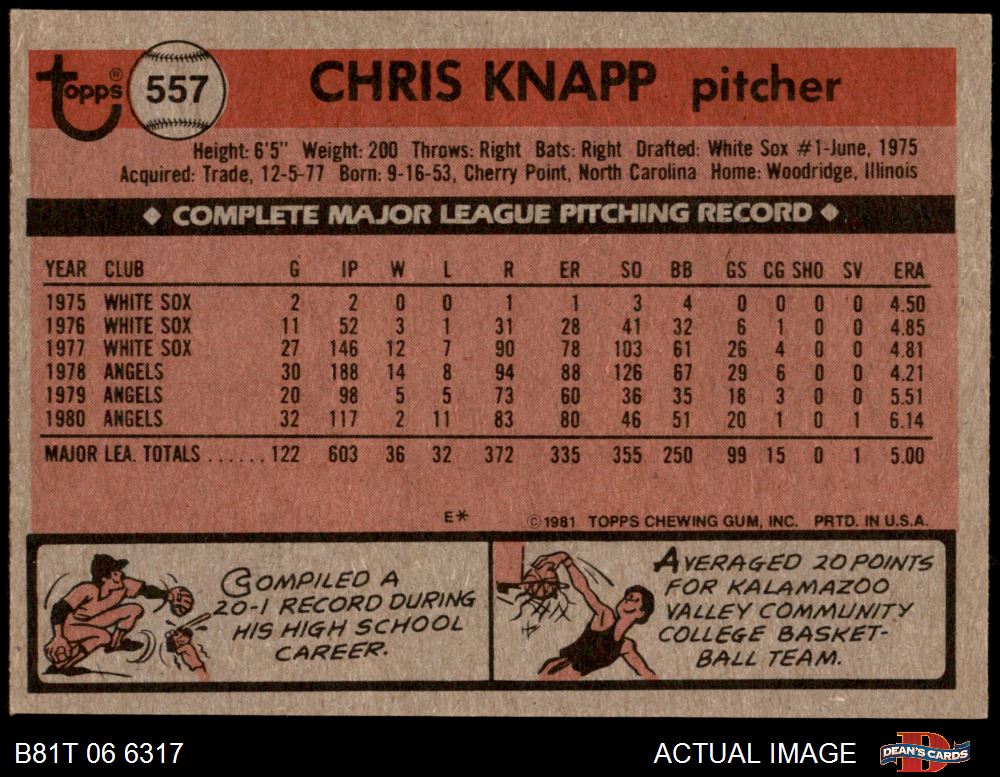 topps® 557 CHRIS KNAPP pitcher
Height: 6'5" Weight: 200 Throws: Right Bats: Right Drafted: White Sox #1-June, 1975
Acquired: Trade, 12-5-77 Born: 9-16-53, Cherry Point, North Carolina Home: Woodridge, Illinois
◆ COMPLETE MAJOR LEAGUE PITCHING RECORD ◆
YEAR CLUB G IP W L R ER SO BB GS CG SHO SV ERA
1975 WHITE SOX 2 2 0 0 1 1 3 4 0 0 0 0 4.50
1976 WHITE SOX 11 52 3 1 31 28 41 32 6 1 0 0 4.85
1977 WHITE SOX 27 146 12 7 90 78 103 61 26 4 0 0 4.81
1978 ANGELS 30 188 14 8 94 88 126 67 29 6 0 0 4.21
1979 ANGELS 20 98 5 5 73 60 36 35 18 3 0 0 5.51
1980 ANGELS 32 117 2 11 83 80 46 51 20 1 0 1 6.14
MAJOR LEA. TOTALS ...... 122 603 36 32 372 335 355 250 99 15 0 1 5.00
E* © 1981 TOPPS CHEWING GUM, INC. PRTD. IN U.S.A.
COMPILED A
20-1 RECORD DURING
HIS HIGH SCHOOL
CAREER.
AVERAGED 20 POINTS
FOR KALAMAZOO
VALLEY COMMUNITY
COLLEGE BASKET-
BALL TEAM.
B81T 06 6317 ACTUAL IMAGE DEAN'S CARDS